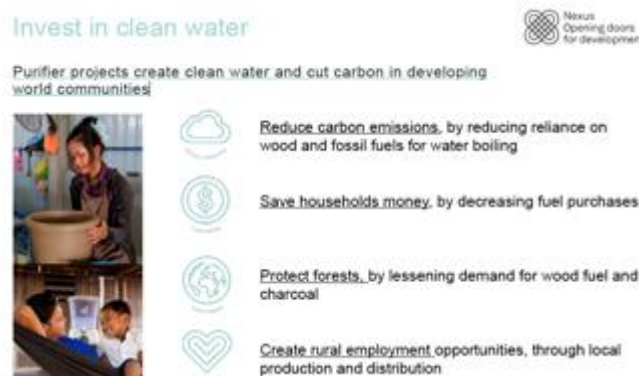 Invest in clean water
Nexus
Opening doors
for development
Purifier projects create clean water and cut carbon in developing
world communities
Reduce carbon emissions, by reducing reliance on
wood and fossil fuels for water boiling
Save households money, by decreasing fuel purchases
Protect forests, by lessening demand for wood fuel and
charcoal
Create rural employment opportunities, through local
production and distribution